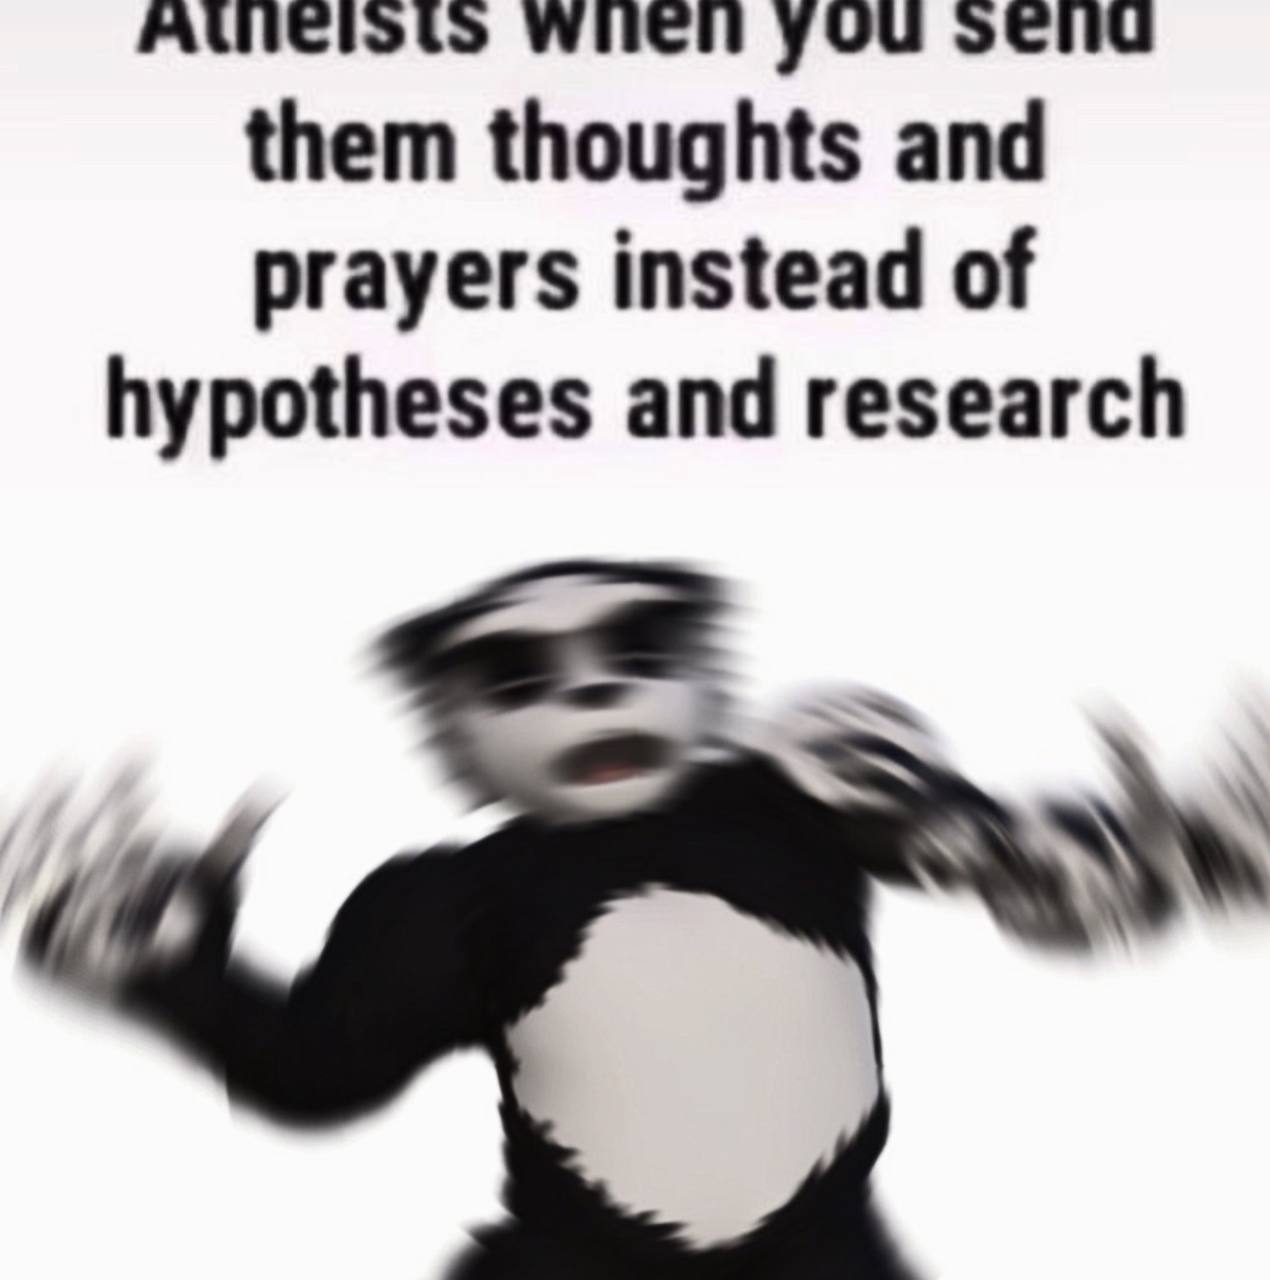 Atheists when you send
them thoughts and
prayers instead of
hypotheses and research